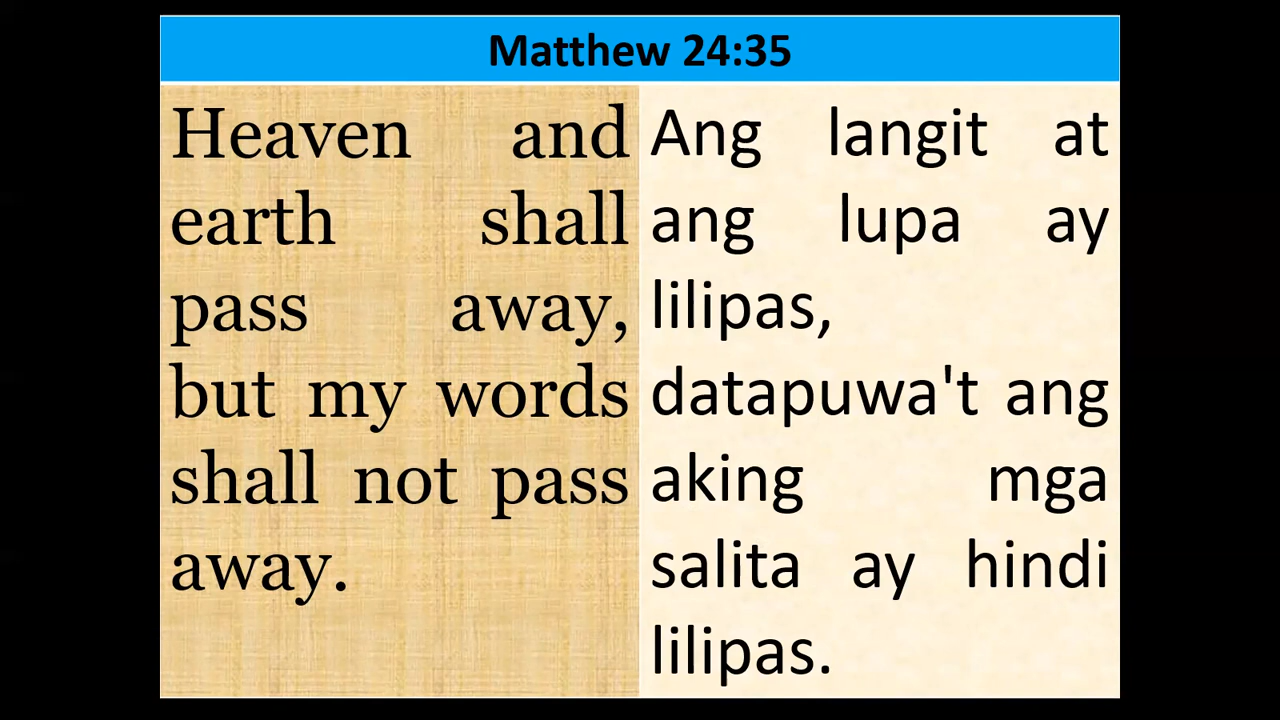 Matthew 24:35
Heaven and
earth shall
pass away,
but my words
shall not pass
away.
Ang langit at
ang lupa ay
lilipas,
datapuwa't ang
aking mga
salita ay hindi
lilipas.